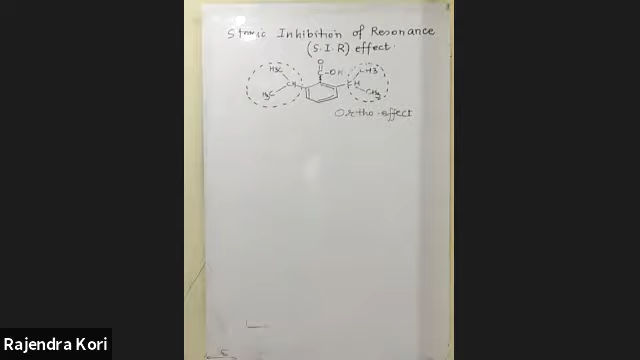 Steric Inhibition of Resonance
(S.I.R) effect.
O
H3C
C-OH
CH3
CH
CH
H3C
CH3
Ortho effect
Rajendra Kori